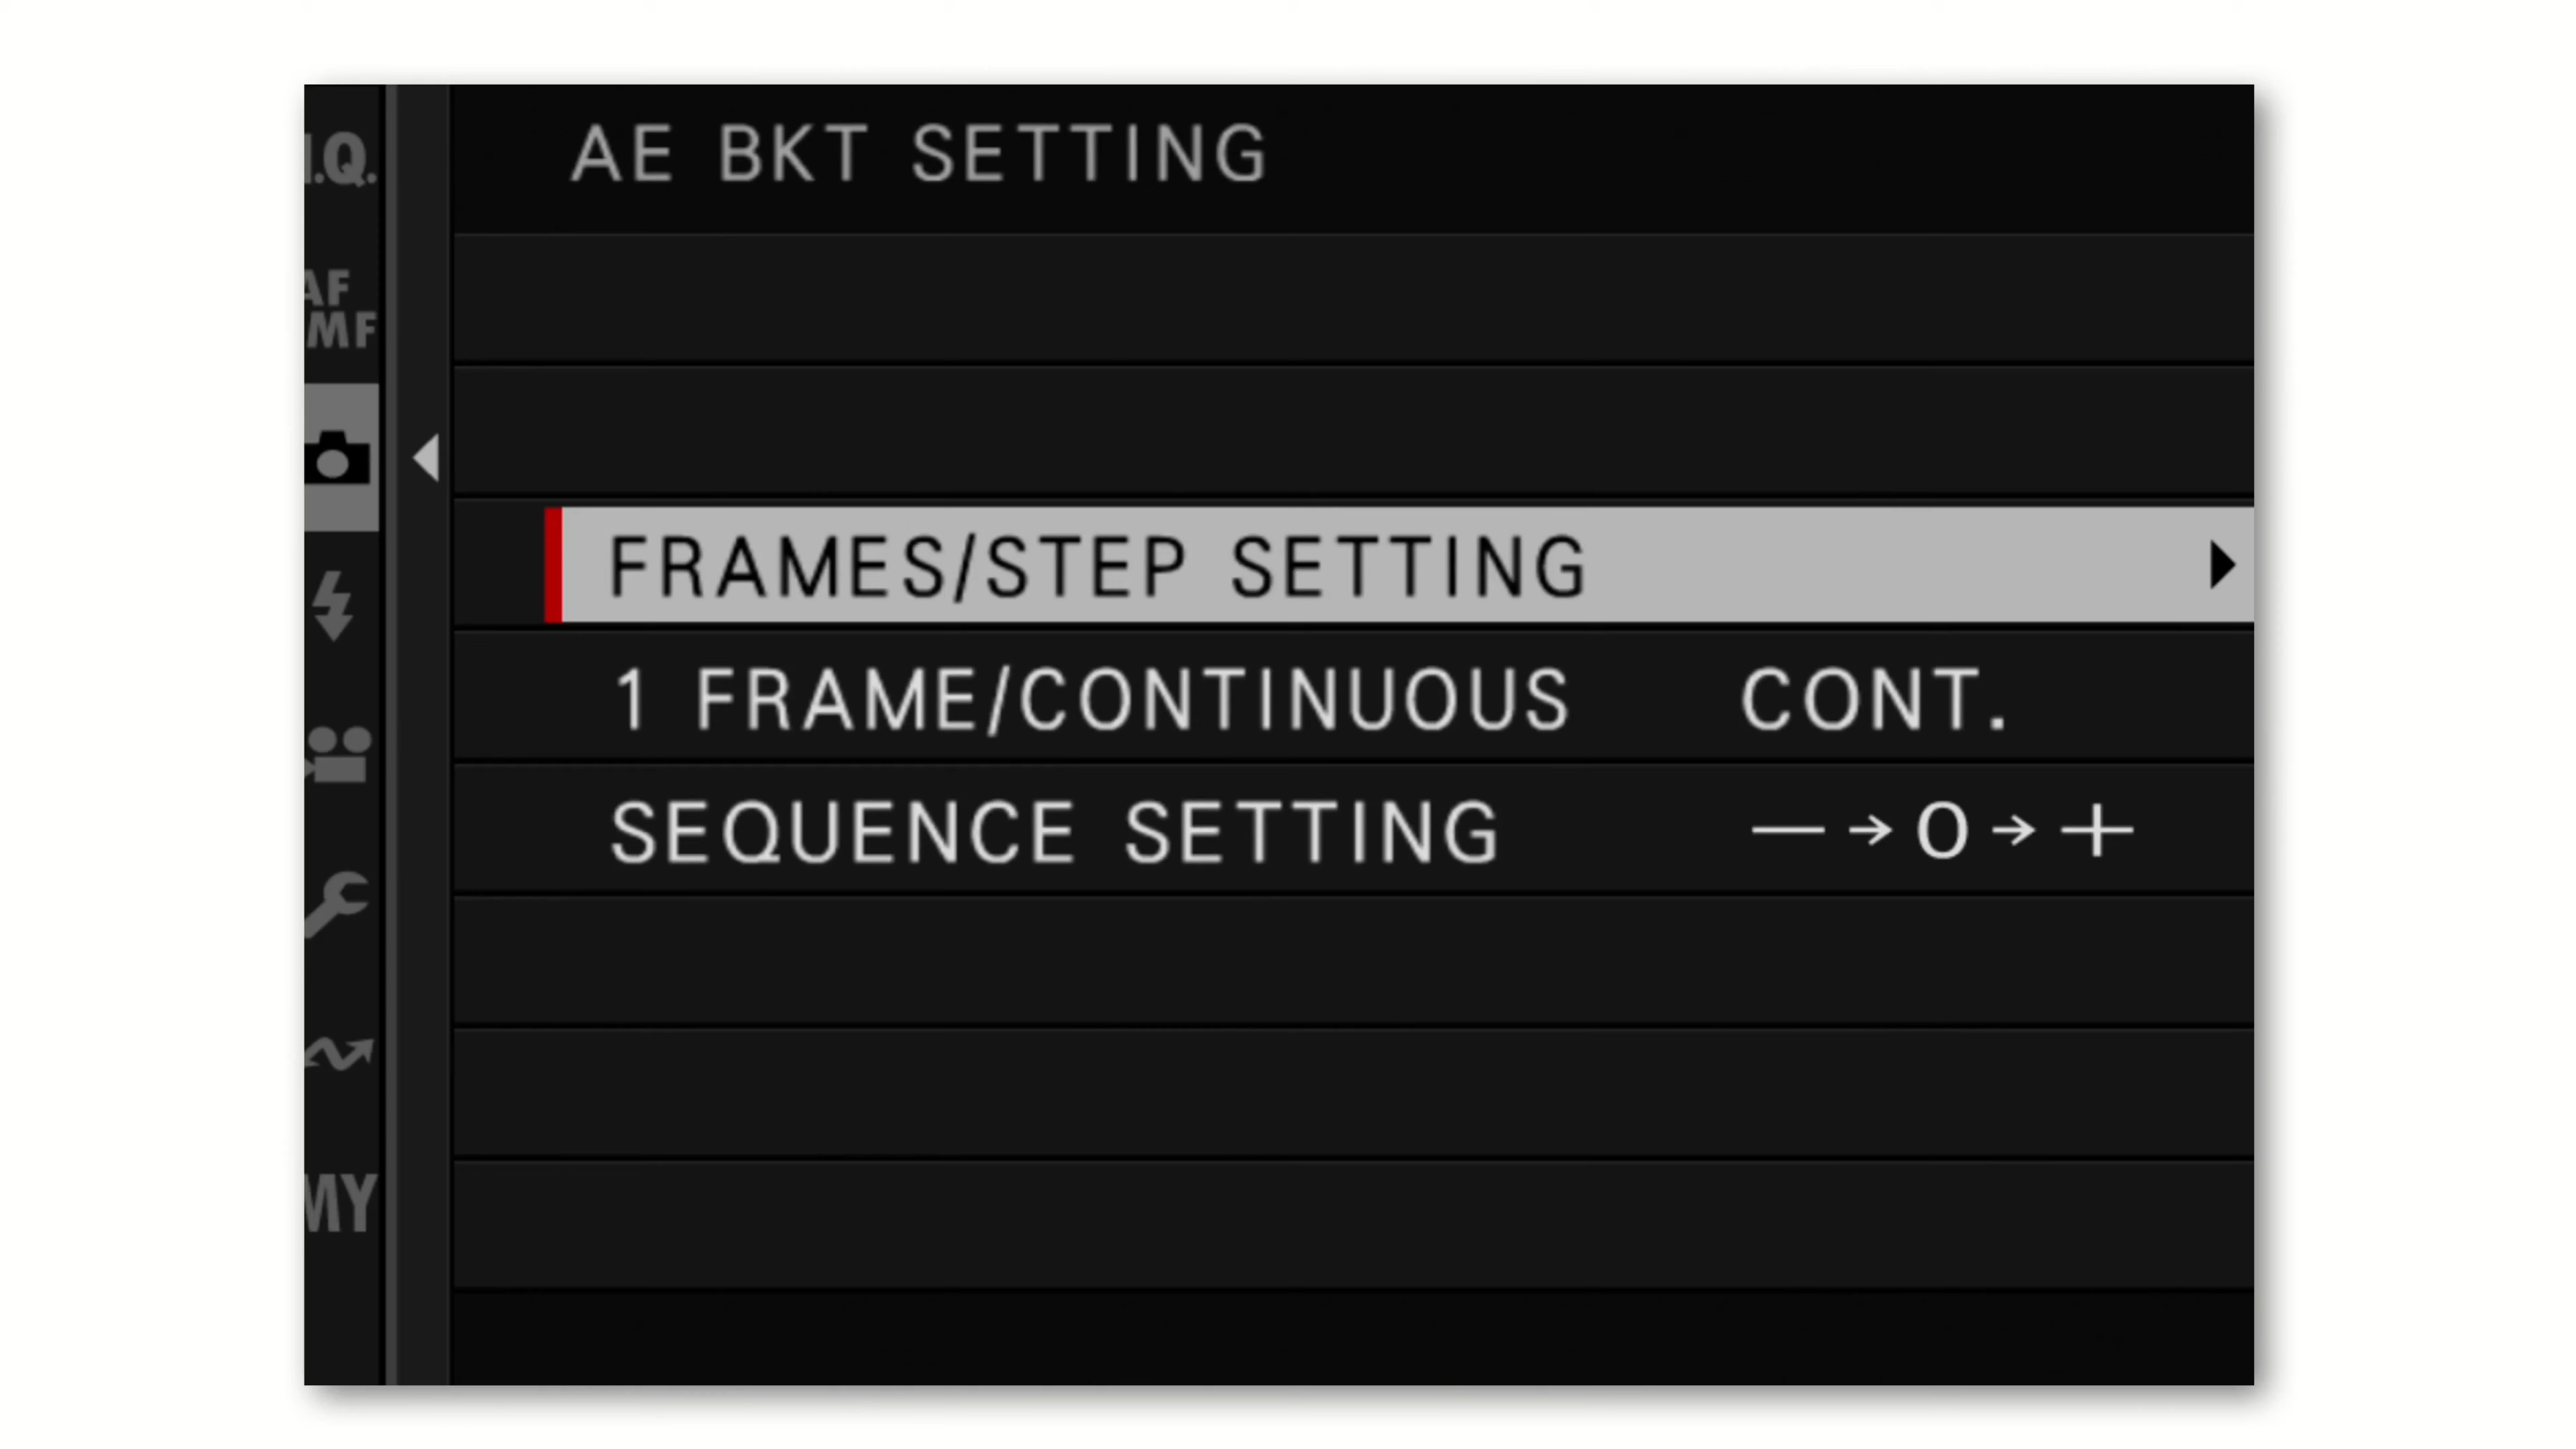 AE BKT SETTING
I.Q.
AF
MF
FRAMES/STEP SETTING
1 FRAME/CONTINUOUS CONT.
SEQUENCE SETTING — → 0 → +
MY